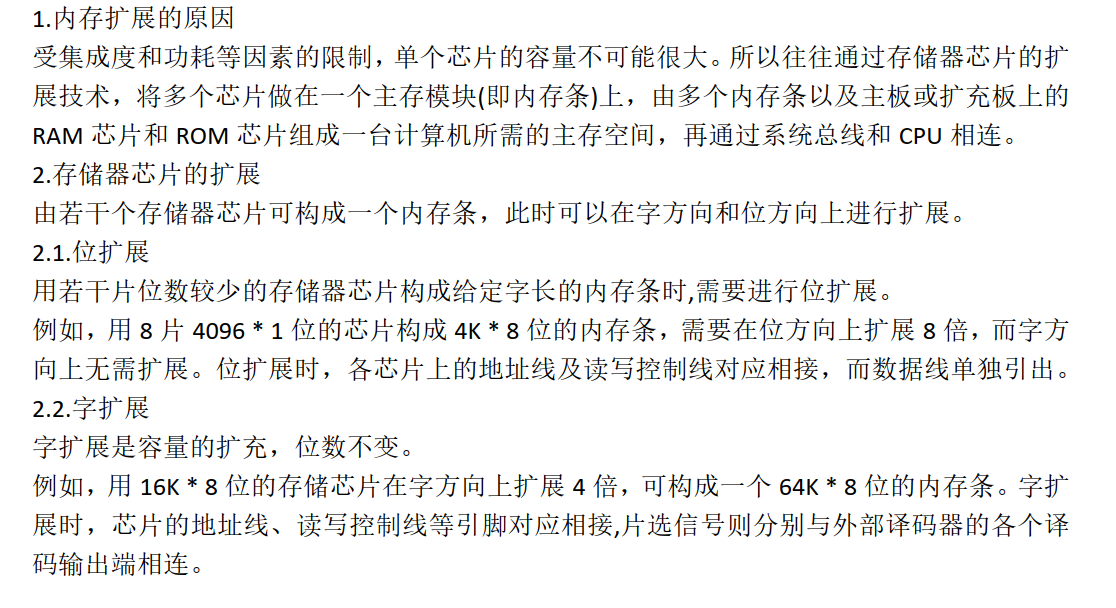 1.内存扩展的原因
受集成度和功耗等因素的限制，单个芯片的容量不可能很大。所以往往通过存储器芯片的扩
展技术，将多个芯片做在一个主存模块(即内存条)上，由多个内存条以及主板或扩充板上的
RAM 芯片和 ROM 芯片组成一台计算机所需的主存空间，再通过系统总线和 CPU 相连。
2.存储器芯片的扩展
由若干个存储器芯片可构成一个内存条，此时可以在字方向和位方向上进行扩展。
2.1.位扩展
用若干片位数较少的存储器芯片构成给定字长的内存条时,需要进行位扩展。
例如，用 8 片 4096 * 1 位的芯片构成 4K * 8 位的内存条，需要在位方向上扩展 8 倍，而字方
向上无需扩展。位扩展时，各芯片上的地址线及读写控制线对应相接，而数据线单独引出。
2.2.字扩展
字扩展是容量的扩充，位数不变。
例如，用 16K * 8 位的存储芯片在字方向上扩展 4 倍，可构成一个 64K * 8 位的内存条。字扩
展时，芯片的地址线、读写控制线等引脚对应相接,片选信号则分别与外部译码器的各个译
码输出端相连。